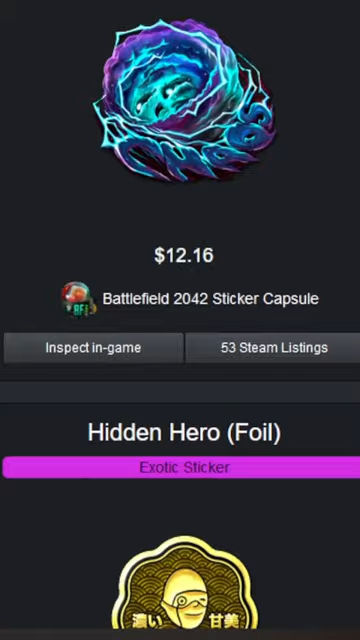 $12.16
Battlefield 2042 Sticker Capsule
Inspect in-game
53 Steam Listings
Hidden Hero (Foil)
Exotic Sticker
濃い 甘美